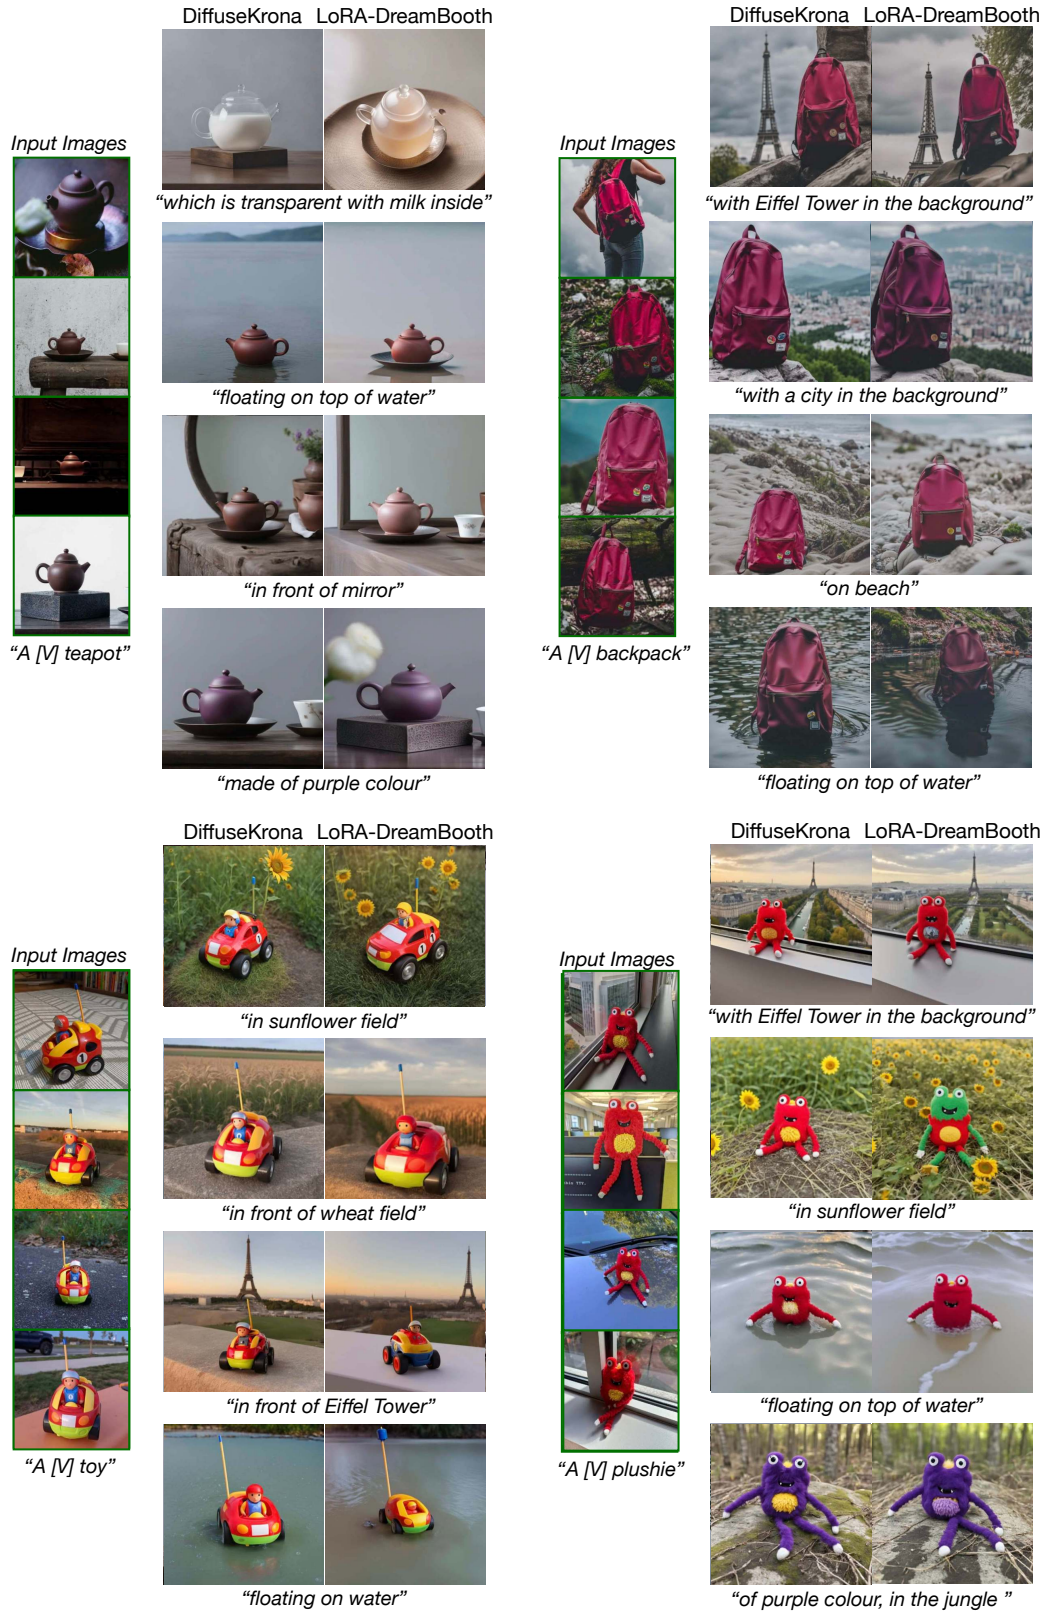 DiffuseKrona LoRA-DreamBooth
Input Images
“which is transparent with milk inside”
“floating on top of water”
“in front of mirror”
“A [V] teapot”
“made of purple colour”
DiffuseKrona LoRA-DreamBooth
Input Images
“with Eiffel Tower in the background”
“with a city in the background”
“on beach”
“A [V] backpack”
“floating on top of water”
DiffuseKrona LoRA-DreamBooth
Input Images
“in sunflower field”
“in front of wheat field”
“in front of Eiffel Tower”
“A [V] toy”
“floating on water”
DiffuseKrona LoRA-DreamBooth
Input Images
“with Eiffel Tower in the background”
“in sunflower field”
“floating on top of water”
“A [V] plushie”
“of purple colour, in the jungle ”